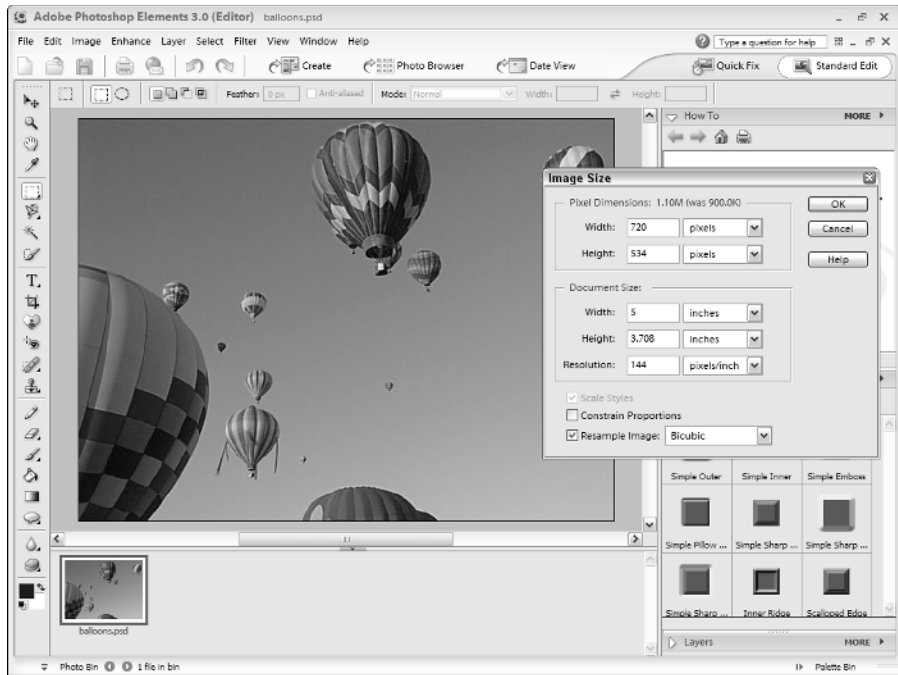 Adobe Photoshop Elements 3.0 (Editor) balloons.psd
File Edit Image Enhance Layer Select Filter View Window Help
Type a question for help
Create Photo Browser Date View Quick Fix Standard Edit
Feather: 0 px Anti-aliased Mode: Normal Width: Height:
How To MORE
Image Size
Pixel Dimensions: 1.10M (was 900.0K)
Width: 720 pixels
Height: 534 pixels
OK
Cancel
Help
Document Size:
Width: 5 inches
Height: 3.708 inches
Resolution: 144 pixels/inch
Scale Styles
Constrain Proportions
Resample Image: Bicubic
Simple Outer Simple Inner Simple Emboss
Simple Pillow ... Simple Sharp ... Simple Sharp ...
Simple Sharp ... Inner Ridge Scalloped Edge
balloons.psd
Layers MORE
Photo Bin 1 file in bin Palette Bin